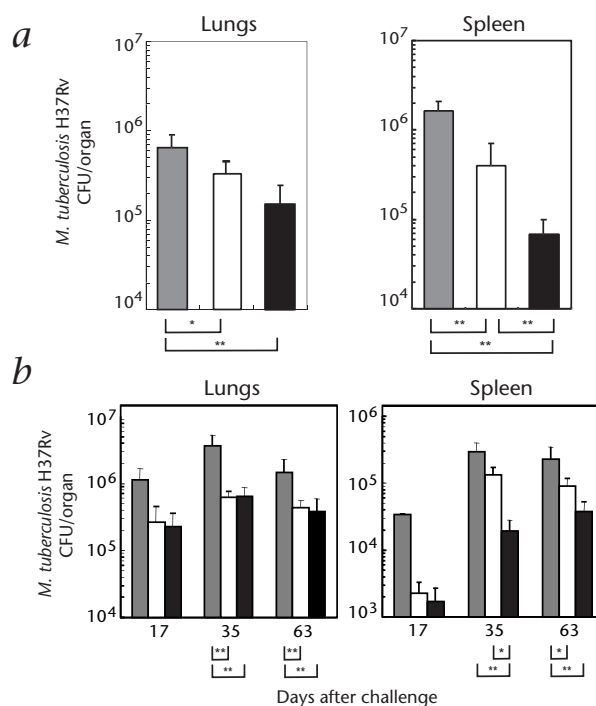 a
Lungs
Spleen
M. tuberculosis H37Rv
CFU/organ
10⁷
10⁶
10⁵
10⁴
10⁷
10⁶
10⁵
10⁴
*
**
**
**
**
b
Lungs
Spleen
M. tuberculosis H37Rv
CFU/organ
10⁷
10⁶
10⁵
10⁴
10⁶
10⁵
10⁴
10³
17 35 63
17 35 63
** **
** **
* *
** **
Days after challenge